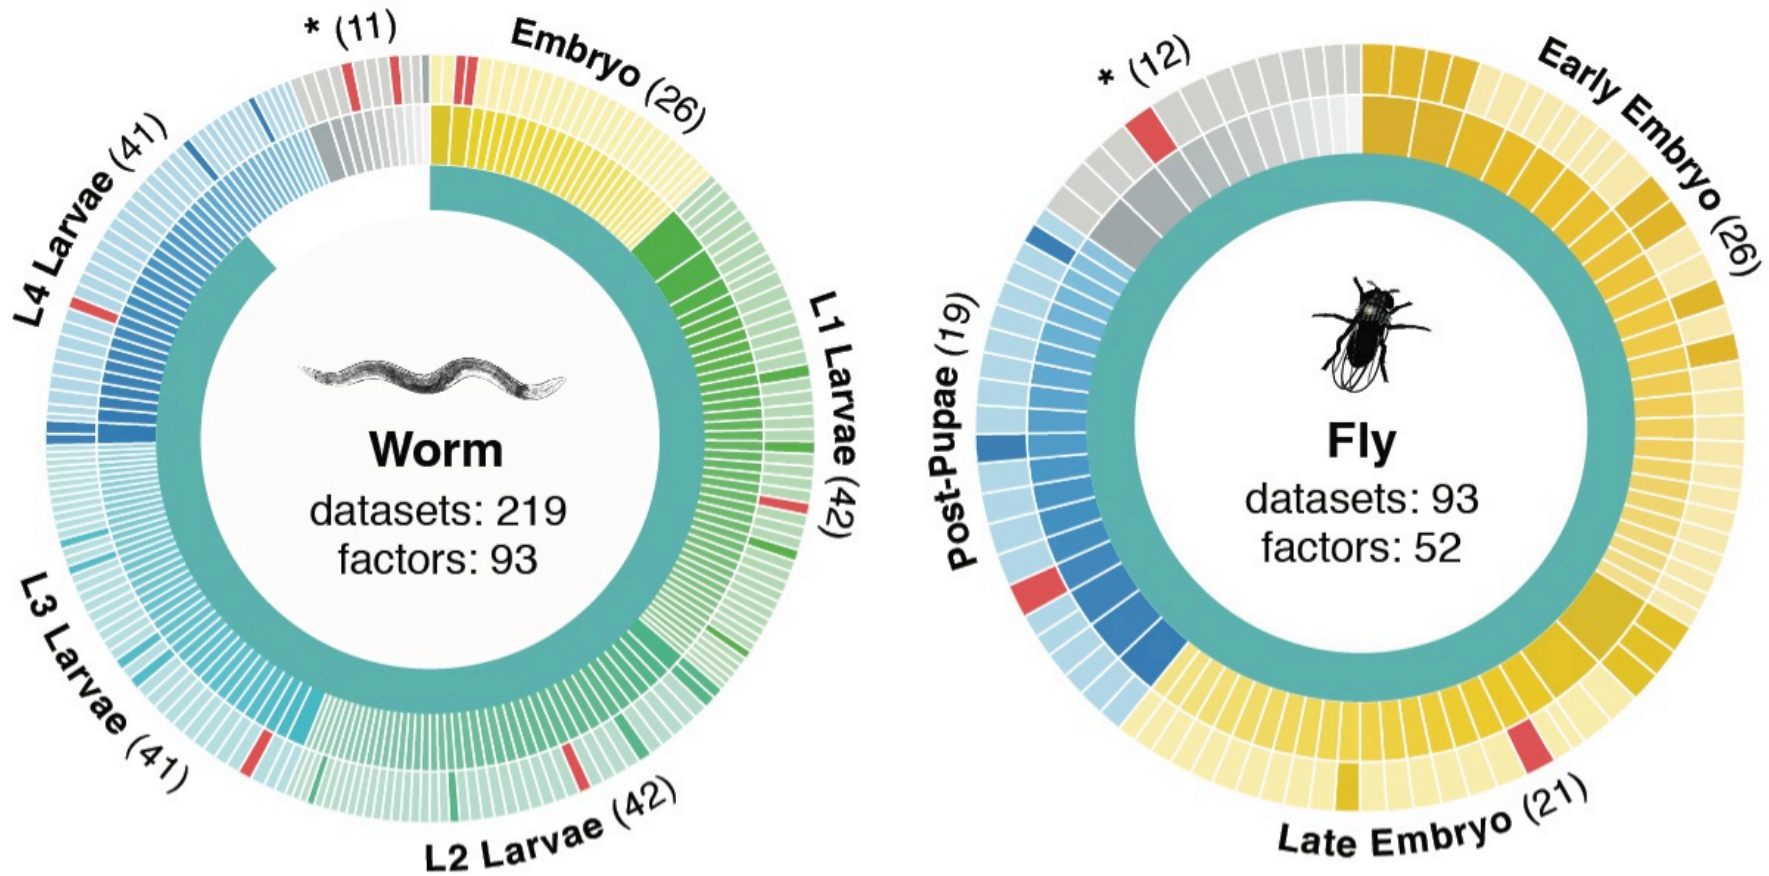 * (11)
Embryo (26)
L1 Larvae (42)
L2 Larvae (42)
L3 Larvae (41)
L4 Larvae (41)
Worm
datasets: 219
factors: 93
* (12)
Early Embryo (26)
Late Embryo (21)
Post-Pupae (19)
Fly
datasets: 93
factors: 52